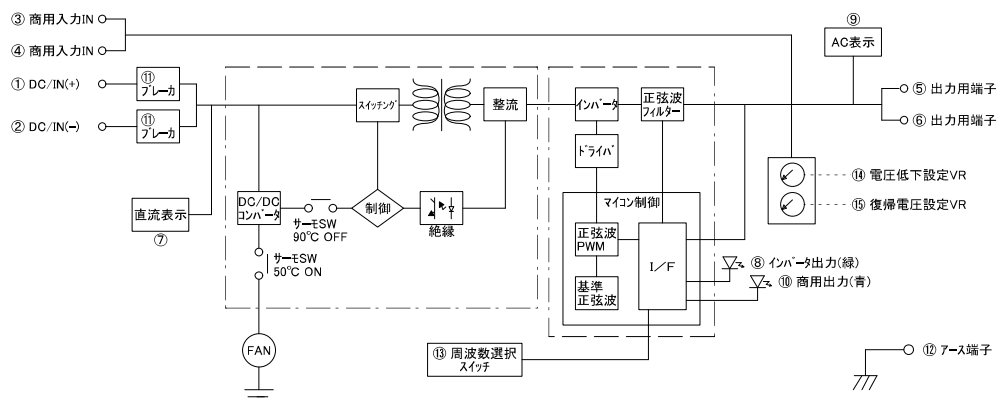 ③ 商用入力IN
④ 商用入力IN
① DC/IN(+)
② DC/IN(-)
⑪
ブレーカ
⑪
ブレーカ
直流表示
⑦
スイッチング
整流
DC/DC
コンバータ
サーモSW
90℃ OFF
制御
絶縁
サーモSW
50℃ ON
FAN
インバータ
正弦波
フィルター
ドライバ
マイコン制御
正弦波
PWM
I/F
基準
正弦波
⑬ 周波数選択
スイッチ
⑨
AC表示
⑤ 出力用端子
⑥ 出力用端子
⑭ 電圧低下設定VR
⑮ 復帰電圧設定VR
⑧ インバータ出力(緑)
⑩ 商用出力(青)
⑫ アース端子